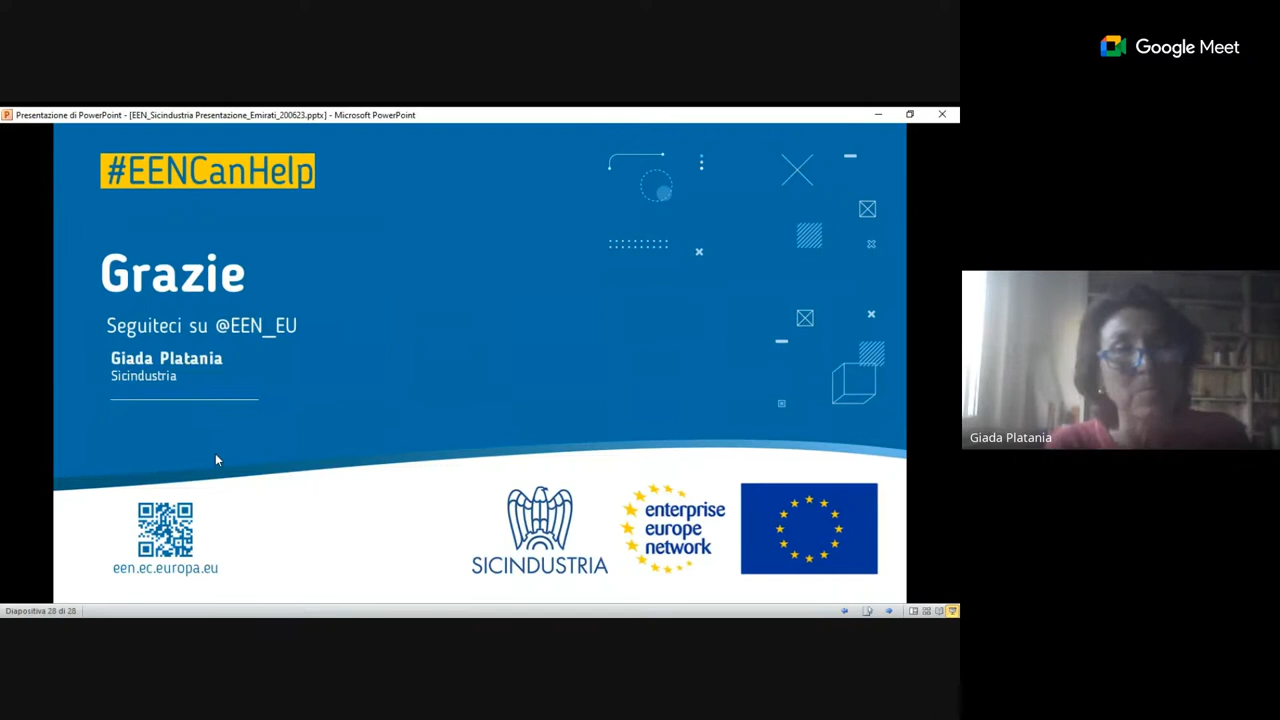 Google Meet
Presentazione di PowerPoint - [EEN_Sicindustria Presentazione_Emirati_200623.pptx] - Microsoft PowerPoint
#EENCanHelp
Grazie
Seguiteci su @EEN_EU
Giada Platania
Sicindustria
Giada Platania
een.ec.europa.eu
SICINDUSTRIA
enterprise
europe
network
Diapositiva 28 di 28